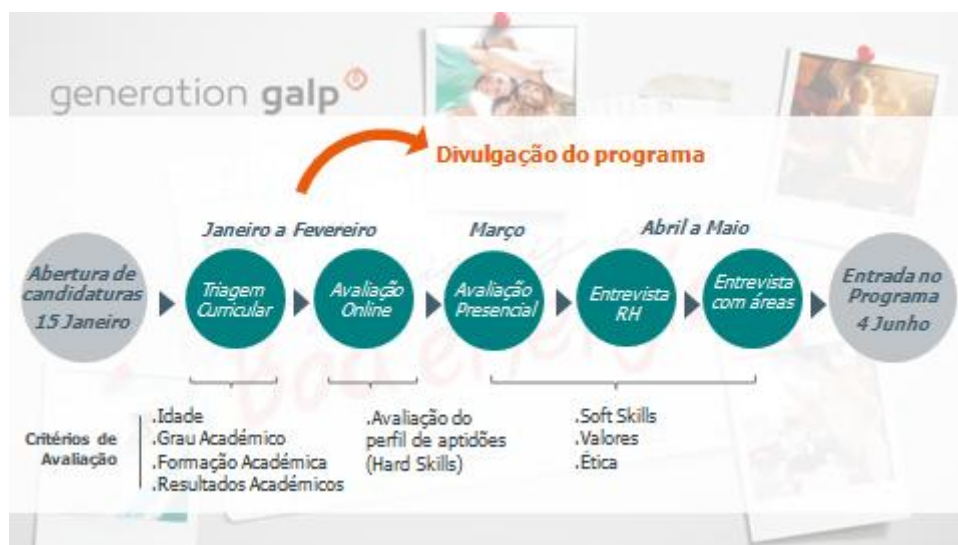 generation galp
Divulgação do programa
Janeiro a Fevereiro
Março
Abril a Maio
Abertura de
candidaturas
15 Janeiro
Triagem
Curricular
Avaliação
Online
Avaliação
Presencial
Entrevista
RH
Entrevista
com áreas
Entrada no
Programa
4 Junho
Critérios de
Avaliação
.Idade
.Grau Académico
.Formação Académica
.Resultados Académicos
.Avaliação do
perfil de aptidões
(Hard Skills)
.Soft Skills
.Valores
.Ética